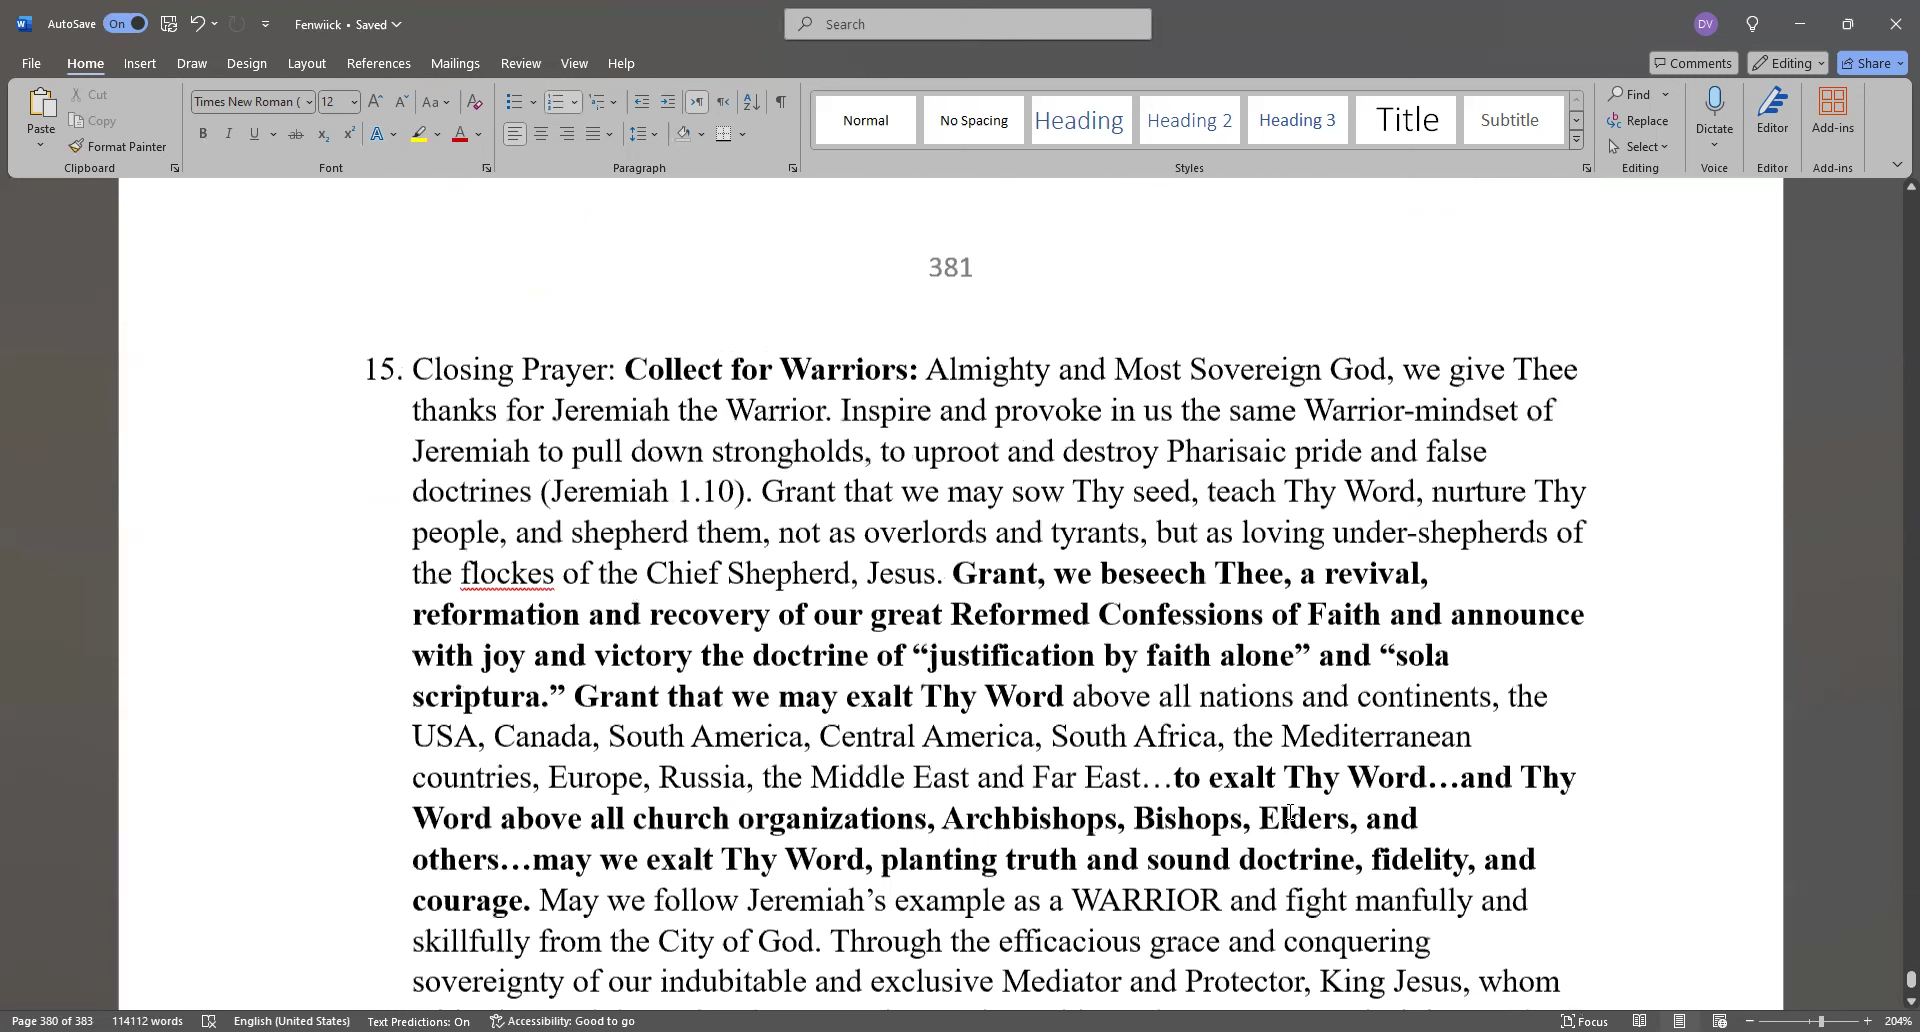 AutoSave On Fenwiick • Saved Search DV
File Home Insert Draw Design Layout References Mailings Review View Help Comments Editing Share
Paste Cut Copy Format Painter Clipboard
Times New Roman ( 12 Font
Paragraph
Normal No Spacing Heading Heading 2 Heading 3 Title Subtitle Styles
Find Replace Select Editing
Dictate Voice
Editor Editor
Add-ins Add-ins
381
15. Closing Prayer: Collect for Warriors: Almighty and Most Sovereign God, we give Thee
thanks for Jeremiah the Warrior. Inspire and provoke in us the same Warrior-mindset of
Jeremiah to pull down strongholds, to uproot and destroy Pharisaic pride and false
doctrines (Jeremiah 1.10). Grant that we may sow Thy seed, teach Thy Word, nurture Thy
people, and shepherd them, not as overlords and tyrants, but as loving under-shepherds of
the flockes of the Chief Shepherd, Jesus. Grant, we beseech Thee, a revival,
reformation and recovery of our great Reformed Confessions of Faith and announce
with joy and victory the doctrine of “justification by faith alone” and “sola
scriptura.” Grant that we may exalt Thy Word above all nations and continents, the
USA, Canada, South America, Central America, South Africa, the Mediterranean
countries, Europe, Russia, the Middle East and Far East…to exalt Thy Word…and Thy
Word above all church organizations, Archbishops, Bishops, Elders, and
others…may we exalt Thy Word, planting truth and sound doctrine, fidelity, and
courage. May we follow Jeremiah’s example as a WARRIOR and fight manfully and
skillfully from the City of God. Through the efficacious grace and conquering
sovereignty of our indubitable and exclusive Mediator and Protector, King Jesus, whom
Page 380 of 383 114112 words English (United States) Text Predictions: On Accessibility: Good to go Focus 204%